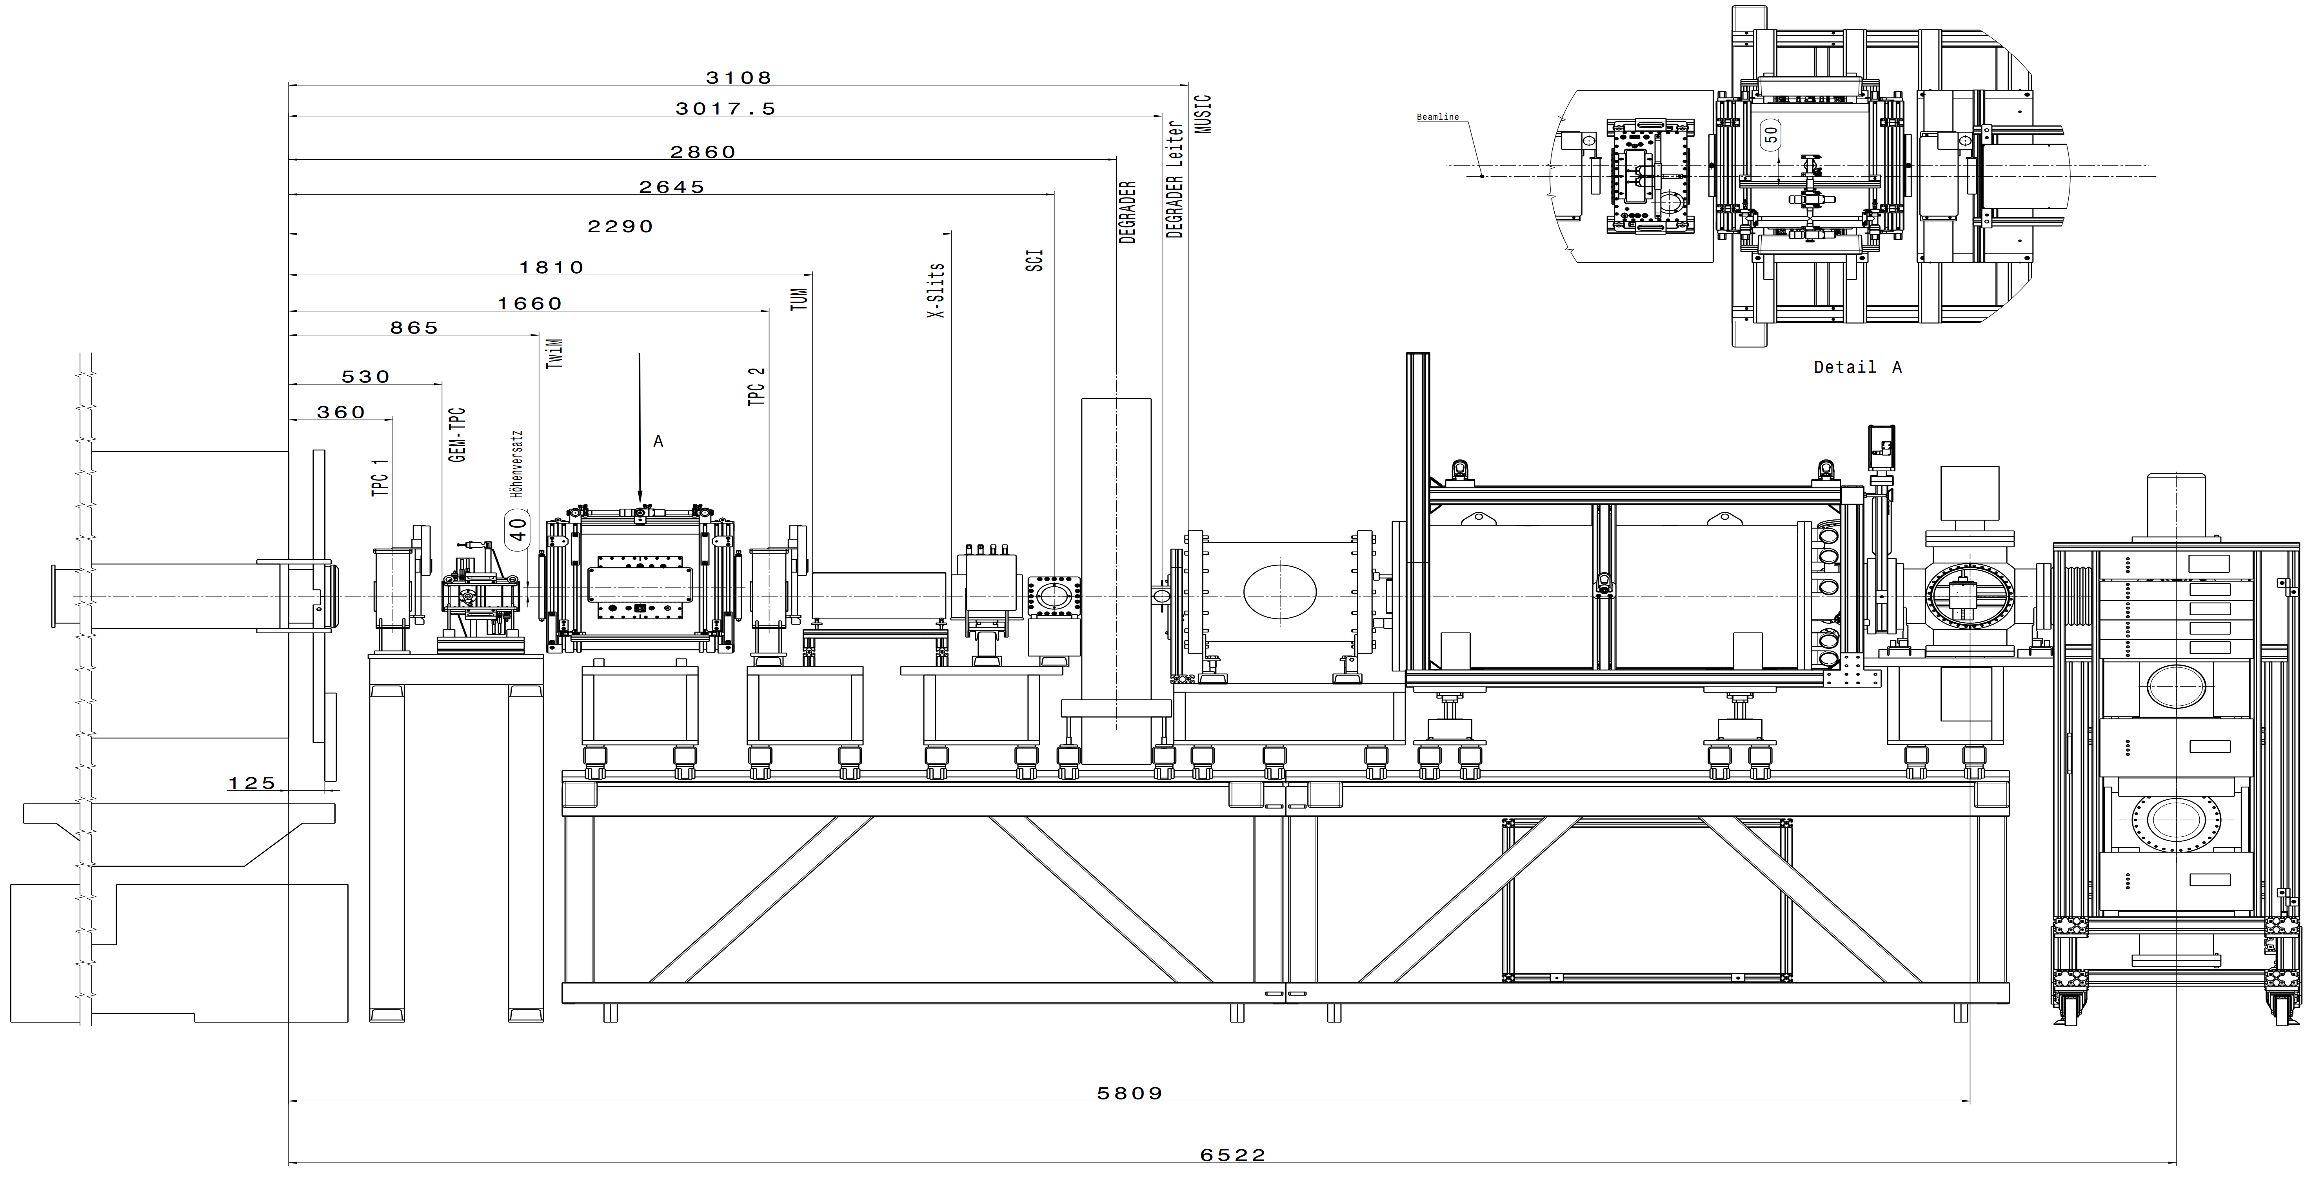 3108
3017.5
2860
2645
2290
1810
1660
865
530
360
MUSIC
DEGRADER Leiter
DEGRADER
SCI
X-Slits
TUM
TPC 2
TwiM
GEM-TPC
TPC 1
Höhenversatz
40
A
125
Beamline
50
Detail A
5809
6522